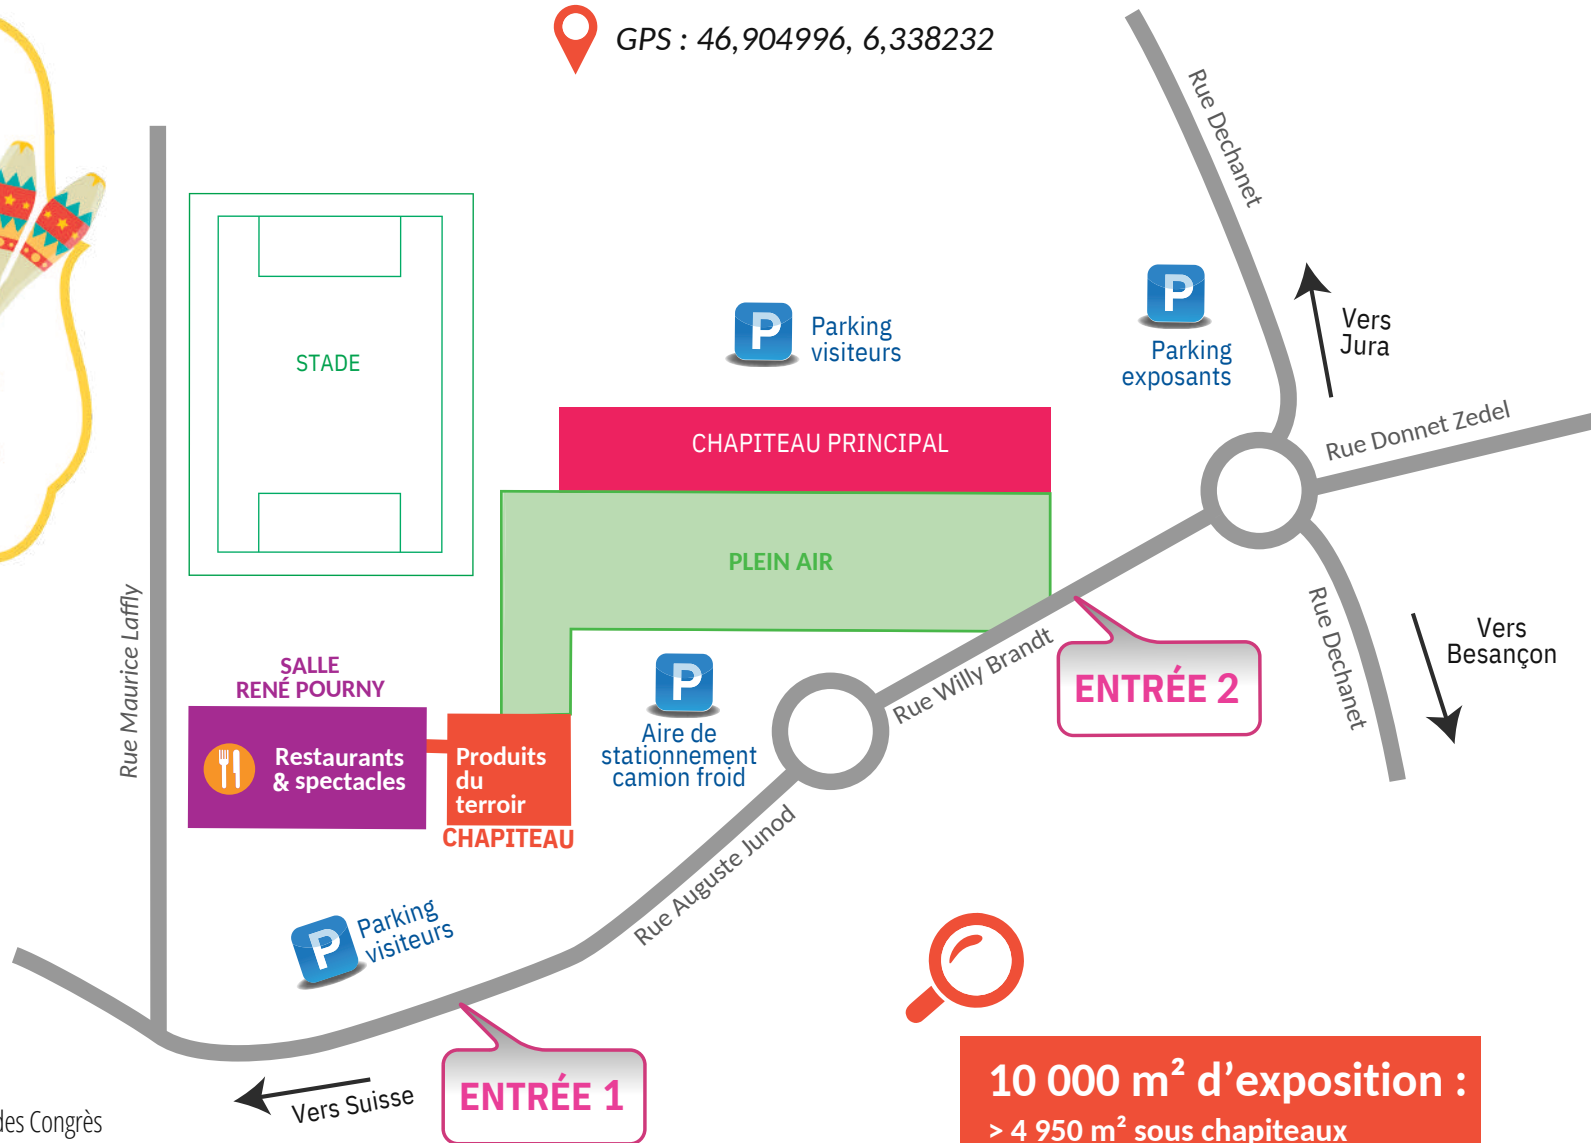 GPS : 46,904996, 6,338232
Rue Dechanet
Vers
Jura
Parking
visiteurs
Parking
exposants
STADE
CHAPITEAU PRINCIPAL
Rue Donnet Zedel
PLEIN AIR
Rue Maurice Laffly
Rue Willy Brandt
ENTRÉE 2
Rue Dechanet
Vers
Besançon
SALLE
RENÉ POURNY
Restaurants
& spectacles
Produits
du
terroir
CHAPITEAU
Aire de
stationnement
camion froid
Rue Auguste Junod
Parking
visiteurs
ENTRÉE 1
Vers Suisse
des Congrès
10 000 m² d’exposition :
> 4 950 m² sous chapiteaux
P
P
P
P